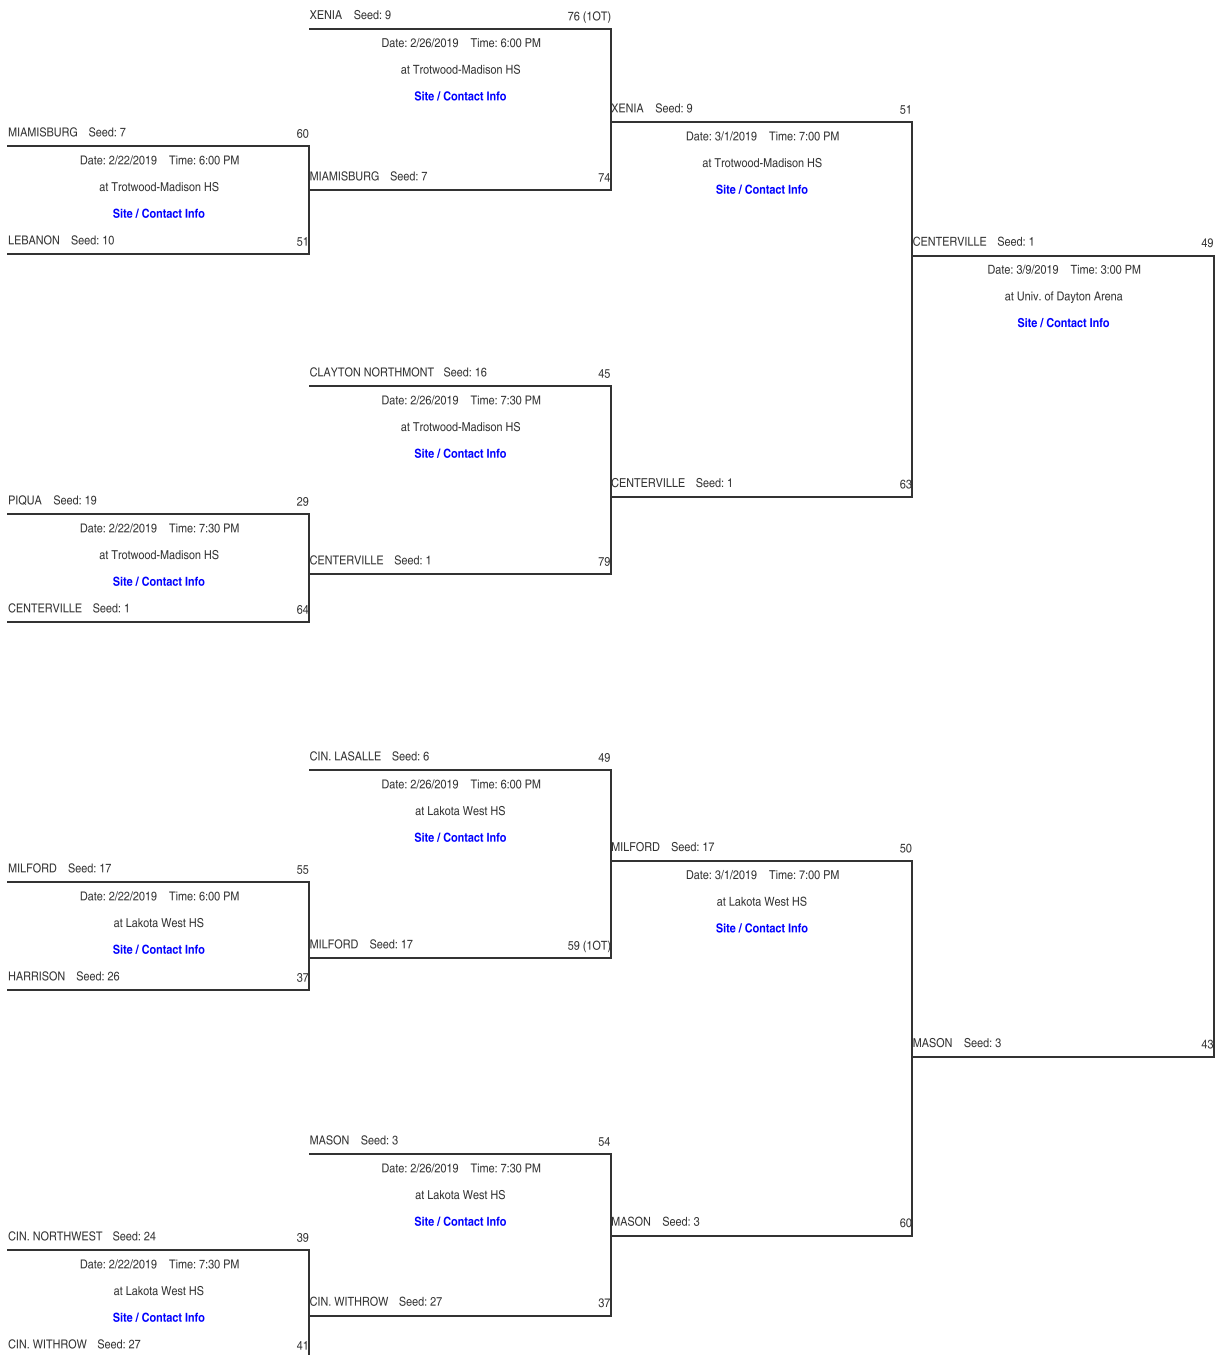 XENIA Seed: 9 76 (1OT)
Date: 2/26/2019 Time: 6:00 PM
at Trotwood-Madison HS
Site / Contact Info
XENIA Seed: 9 51
MIAMISBURG Seed: 7 60
Date: 3/1/2019 Time: 7:00 PM
Date: 2/22/2019 Time: 6:00 PM
at Trotwood-Madison HS
MIAMISBURG Seed: 7 74
at Trotwood-Madison HS
Site / Contact Info
Site / Contact Info
LEBANON Seed: 10 51
CENTERVILLE Seed: 1 49
Date: 3/9/2019 Time: 3:00 PM
at Univ. of Dayton Arena
Site / Contact Info
CLAYTON NORTHMONT Seed: 16 45
Date: 2/26/2019 Time: 7:30 PM
at Trotwood-Madison HS
Site / Contact Info
CENTERVILLE Seed: 1 63
PIQUA Seed: 19 29
Date: 2/22/2019 Time: 7:30 PM
at Trotwood-Madison HS
CENTERVILLE Seed: 1 79
Site / Contact Info
CENTERVILLE Seed: 1 64
CIN. LASALLE Seed: 6 49
Date: 2/26/2019 Time: 6:00 PM
at Lakota West HS
Site / Contact Info
MILFORD Seed: 17 50
MILFORD Seed: 17 55
Date: 3/1/2019 Time: 7:00 PM
Date: 2/22/2019 Time: 6:00 PM
at Lakota West HS
at Lakota West HS
Site / Contact Info
MILFORD Seed: 17 59 (1OT)
Site / Contact Info
HARRISON Seed: 26 37
MASON Seed: 3 43
MASON Seed: 3 54
Date: 2/26/2019 Time: 7:30 PM
at Lakota West HS
Site / Contact Info
MASON Seed: 3 60
CIN. NORTHWEST Seed: 24 39
Date: 2/22/2019 Time: 7:30 PM
at Lakota West HS
CIN. WITHROW Seed: 27 37
Site / Contact Info
CIN. WITHROW Seed: 27 41